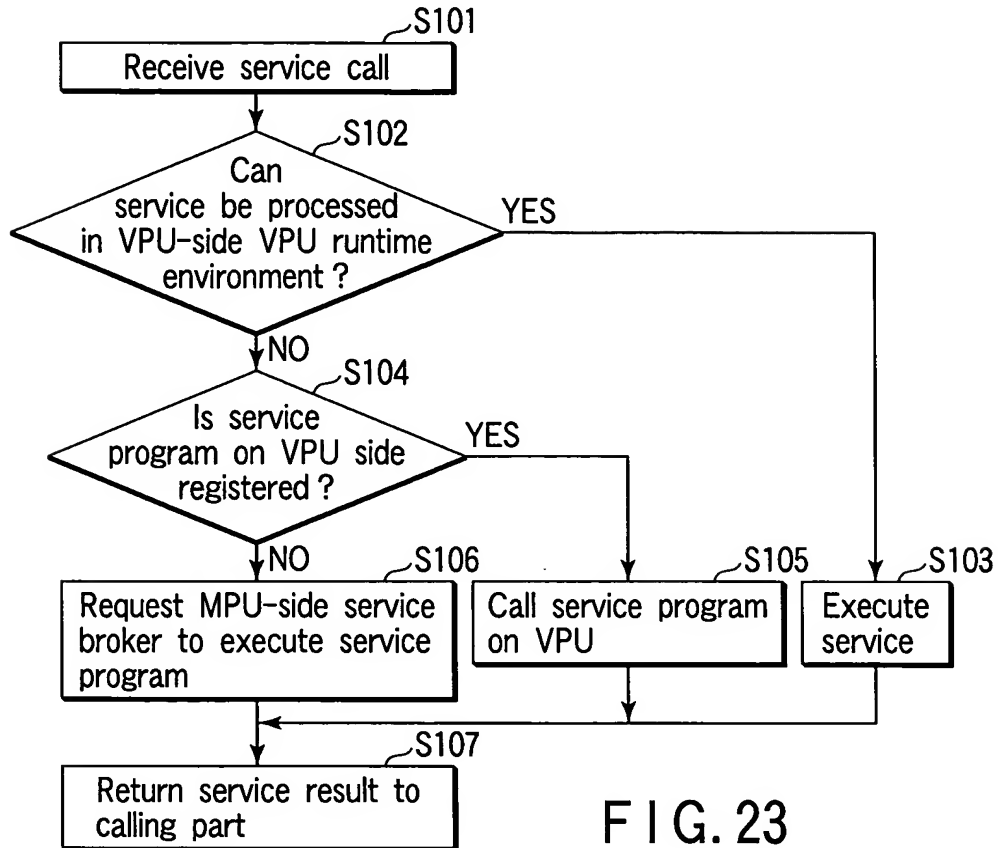 S101
Receive service call
S102
Can
service be processed
in VPU-side VPU runtime
environment?
YES
NO
S104
Is service
program on VPU side
registered?
YES
NO
S106
Request MPU-side service
broker to execute service
program
S105
Call service program
on VPU
S103
Execute
service
S107
Return service result to
calling part
FIG. 23